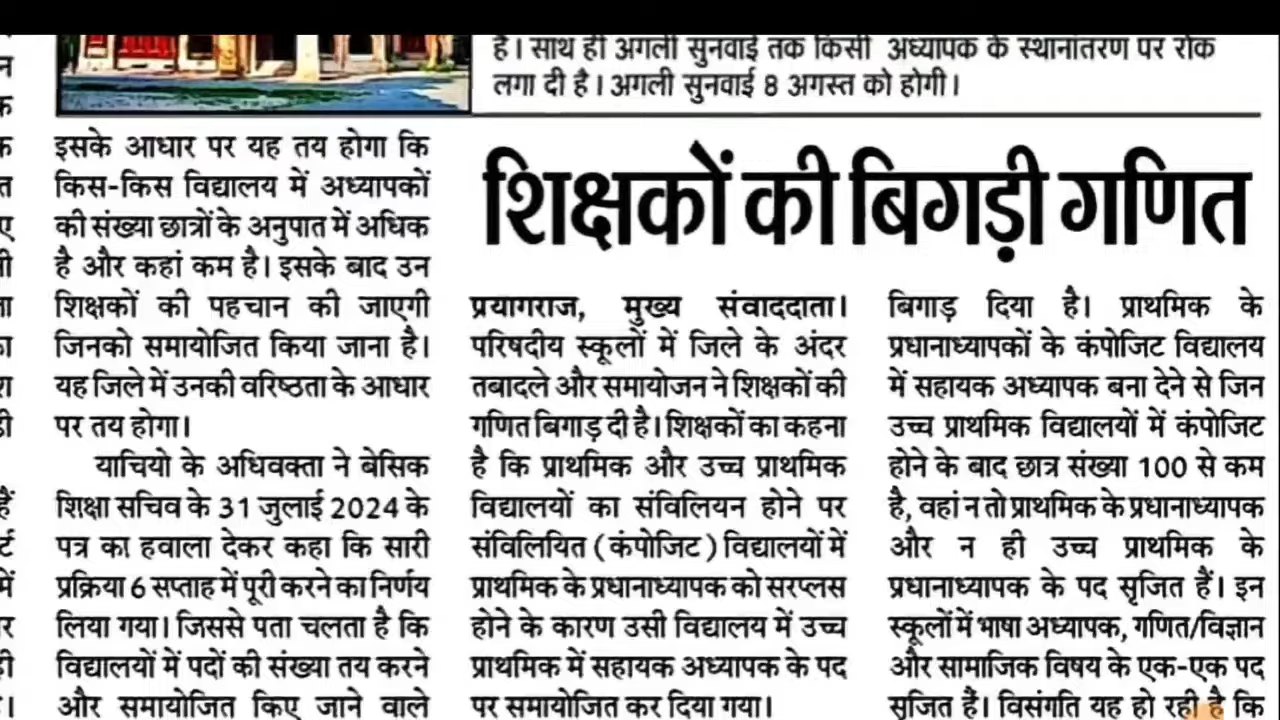 है। साथ ही अगली सुनवाई तक किसी अध्यापक के स्थानांतरण पर रोक
लगा दी है। अगली सुनवाई 8 अगस्त को होगी।
इसके आधार पर यह तय होगा कि
किस-किस विद्यालय में अध्यापकों
की संख्या छात्रों के अनुपात में अधिक
है और कहां कम है। इसके बाद उन
शिक्षकों की पहचान की जाएगी
जिनको समायोजित किया जाना है।
यह जिले में उनकी वरिष्ठता के आधार
पर तय होगा।
याचियो के अधिवक्ता ने बेसिक
शिक्षा सचिव के 31 जुलाई 2024 के
पत्र का हवाला देकर कहा कि सारी
प्रक्रिया 6 सप्ताह में पूरी करने का निर्णय
लिया गया। जिससे पता चलता है कि
विद्यालयों में पदों की संख्या तय करने
और समायोजित किए जाने वाले
शिक्षकों की बिगड़ी गणित
प्रयागराज, मुख्य संवाददाता।
परिषदीय स्कूलों में जिले के अंदर
तबादले और समायोजन ने शिक्षकों की
गणित बिगाड़ दी है। शिक्षकों का कहना
है कि प्राथमिक और उच्च प्राथमिक
विद्यालयों का संविलियन होने पर
संविलियित (कंपोजिट) विद्यालयों में
प्राथमिक के प्रधानाध्यापक को सरप्लस
होने के कारण उसी विद्यालय में उच्च
प्राथमिक में सहायक अध्यापक के पद
पर समायोजित कर दिया गया।
बिगाड़ दिया है। प्राथमिक के
प्रधानाध्यापकों के कंपोजिट विद्यालय
में सहायक अध्यापक बना देने से जिन
उच्च प्राथमिक विद्यालयों में कंपोजिट
होने के बाद छात्र संख्या 100 से कम
है, वहां न तो प्राथमिक के प्रधानाध्यापक
और न ही उच्च प्राथमिक के
प्रधानाध्यापक के पद सृजित हैं। इन
स्कूलों में भाषा अध्यापक, गणित/विज्ञान
और सामाजिक विषय के एक-एक पद
सृजित हैं। विसंगति यह हो रही है कि